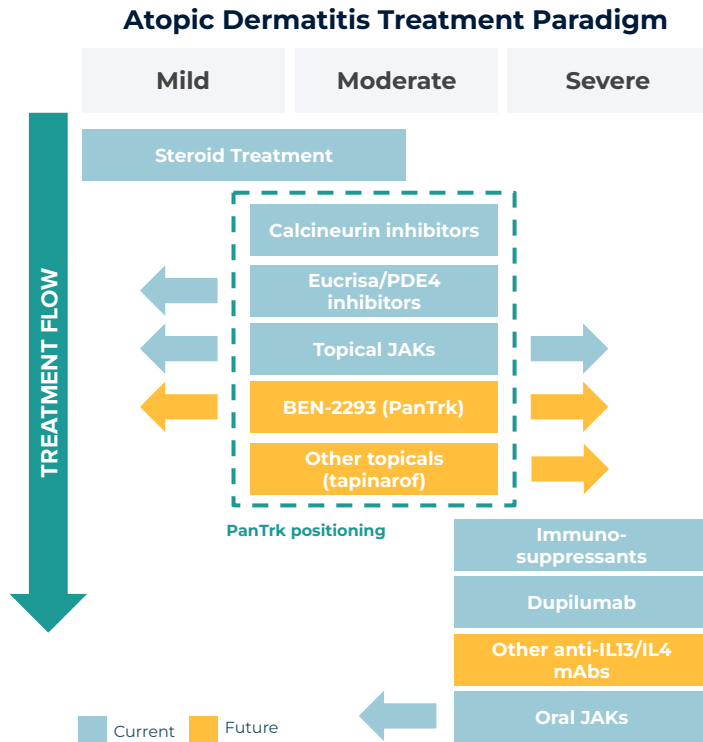 Atopic Dermatitis Treatment Paradigm
Mild
Moderate
Severe
TREATMENT FLOW
Steroid Treatment
Calcineurin inhibitors
Eucrisa/PDE4
inhibitors
Topical JAKs
BEN-2293 (PanTrk)
Other topicals
(tapinarof)
PanTrk positioning
Immuno-
suppressants
Dupilumab
Other anti-IL13/IL4
mAbs
Oral JAKs
Current
Future